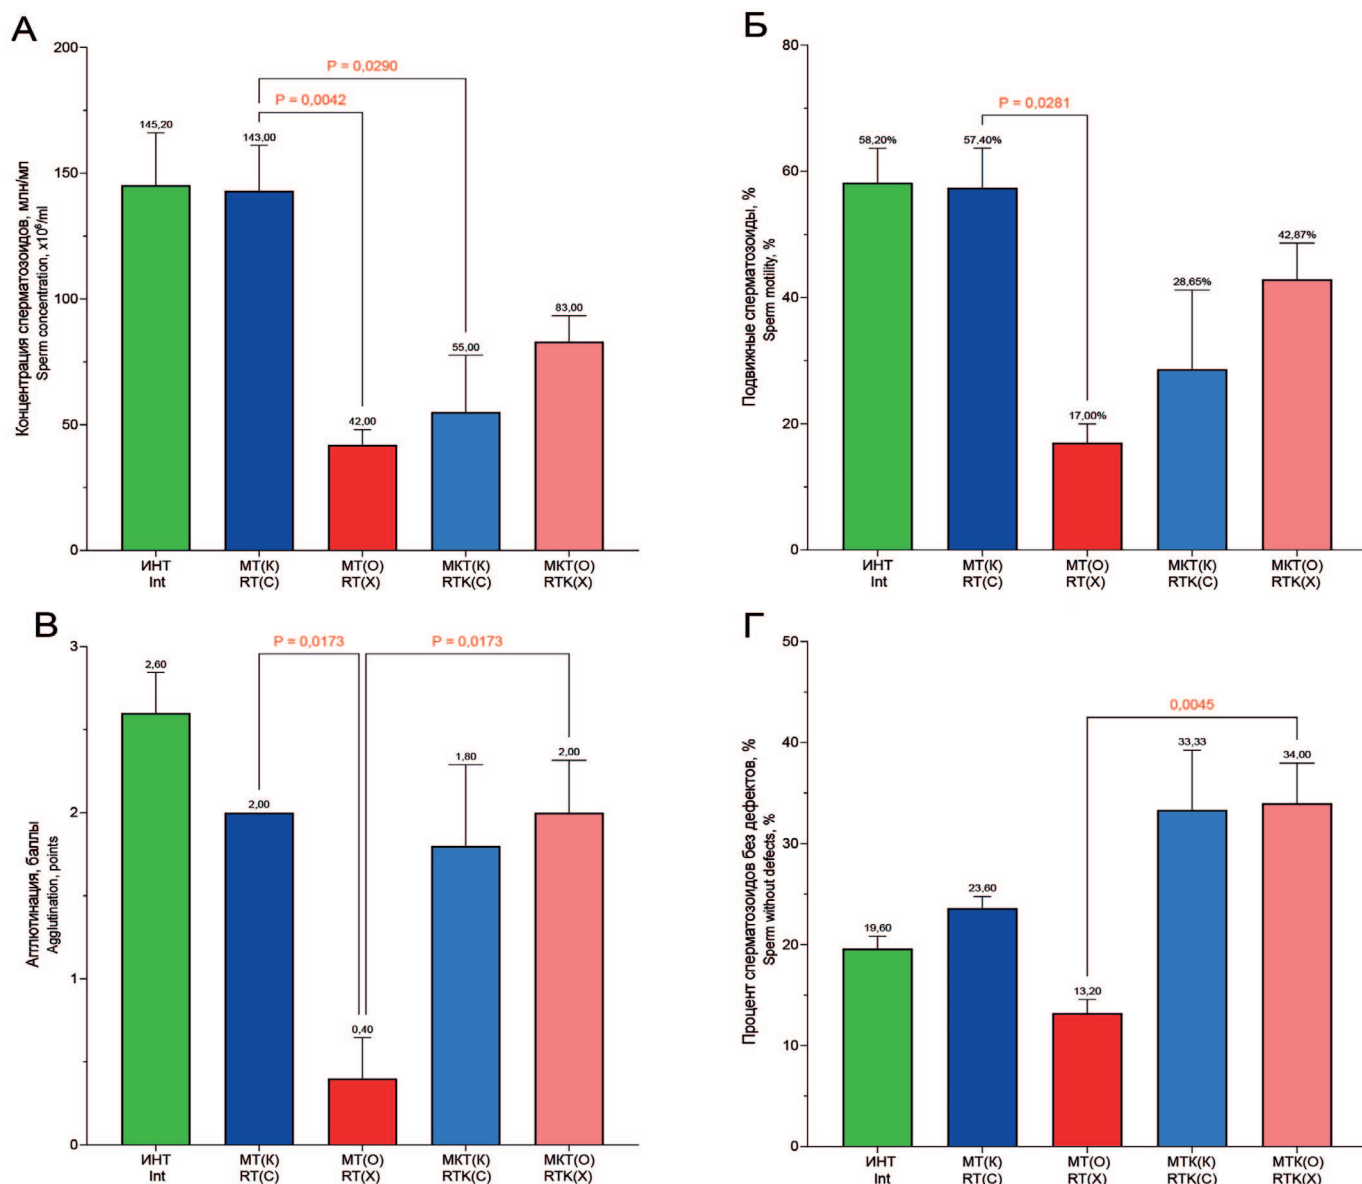 А
Концентрация сперматозоидов, млн/мл
Sperm concentration, x10⁶/ml
200
150
100
50
0
P = 0,0290
P = 0,0042
145,20
143,00
42,00
55,00
83,00
ИНТ МТ(К) МТ(О) МКТ(К) МКТ(О)
Int RT(C) RT(X) RTK(C) RTK(X)
Б
Подвижные сперматозоиды, %
Sperm motility, %
80
60
40
20
0
P = 0,0281
58,20%
57,40%
17,00%
28,65%
42,87%
ИНТ МТ(К) МТ(О) МКТ(К) МКТ(О)
Int RT(C) RT(X) RTK(C) RTK(X)
В
Агглютинация, баллы
Agglutination, points
3
2
1
0
P = 0,0173 P = 0,0173
2,60
2,00
0,40
1,80
2,00
ИНТ МТ(К) МТ(О) МКТ(К) МКТ(О)
Int RT(C) RT(X) RTK(C) RTK(X)
Г
Процент сперматозоидов без дефектов, %
Sperm without defects, %
50
40
30
20
10
0
0,0045
19,60
23,60
13,20
33,33
34,00
ИНТ МТ(К) МТ(О) МТК(К) МТК(О)
Int RT(C) RT(X) RTK(C) RTK(X)